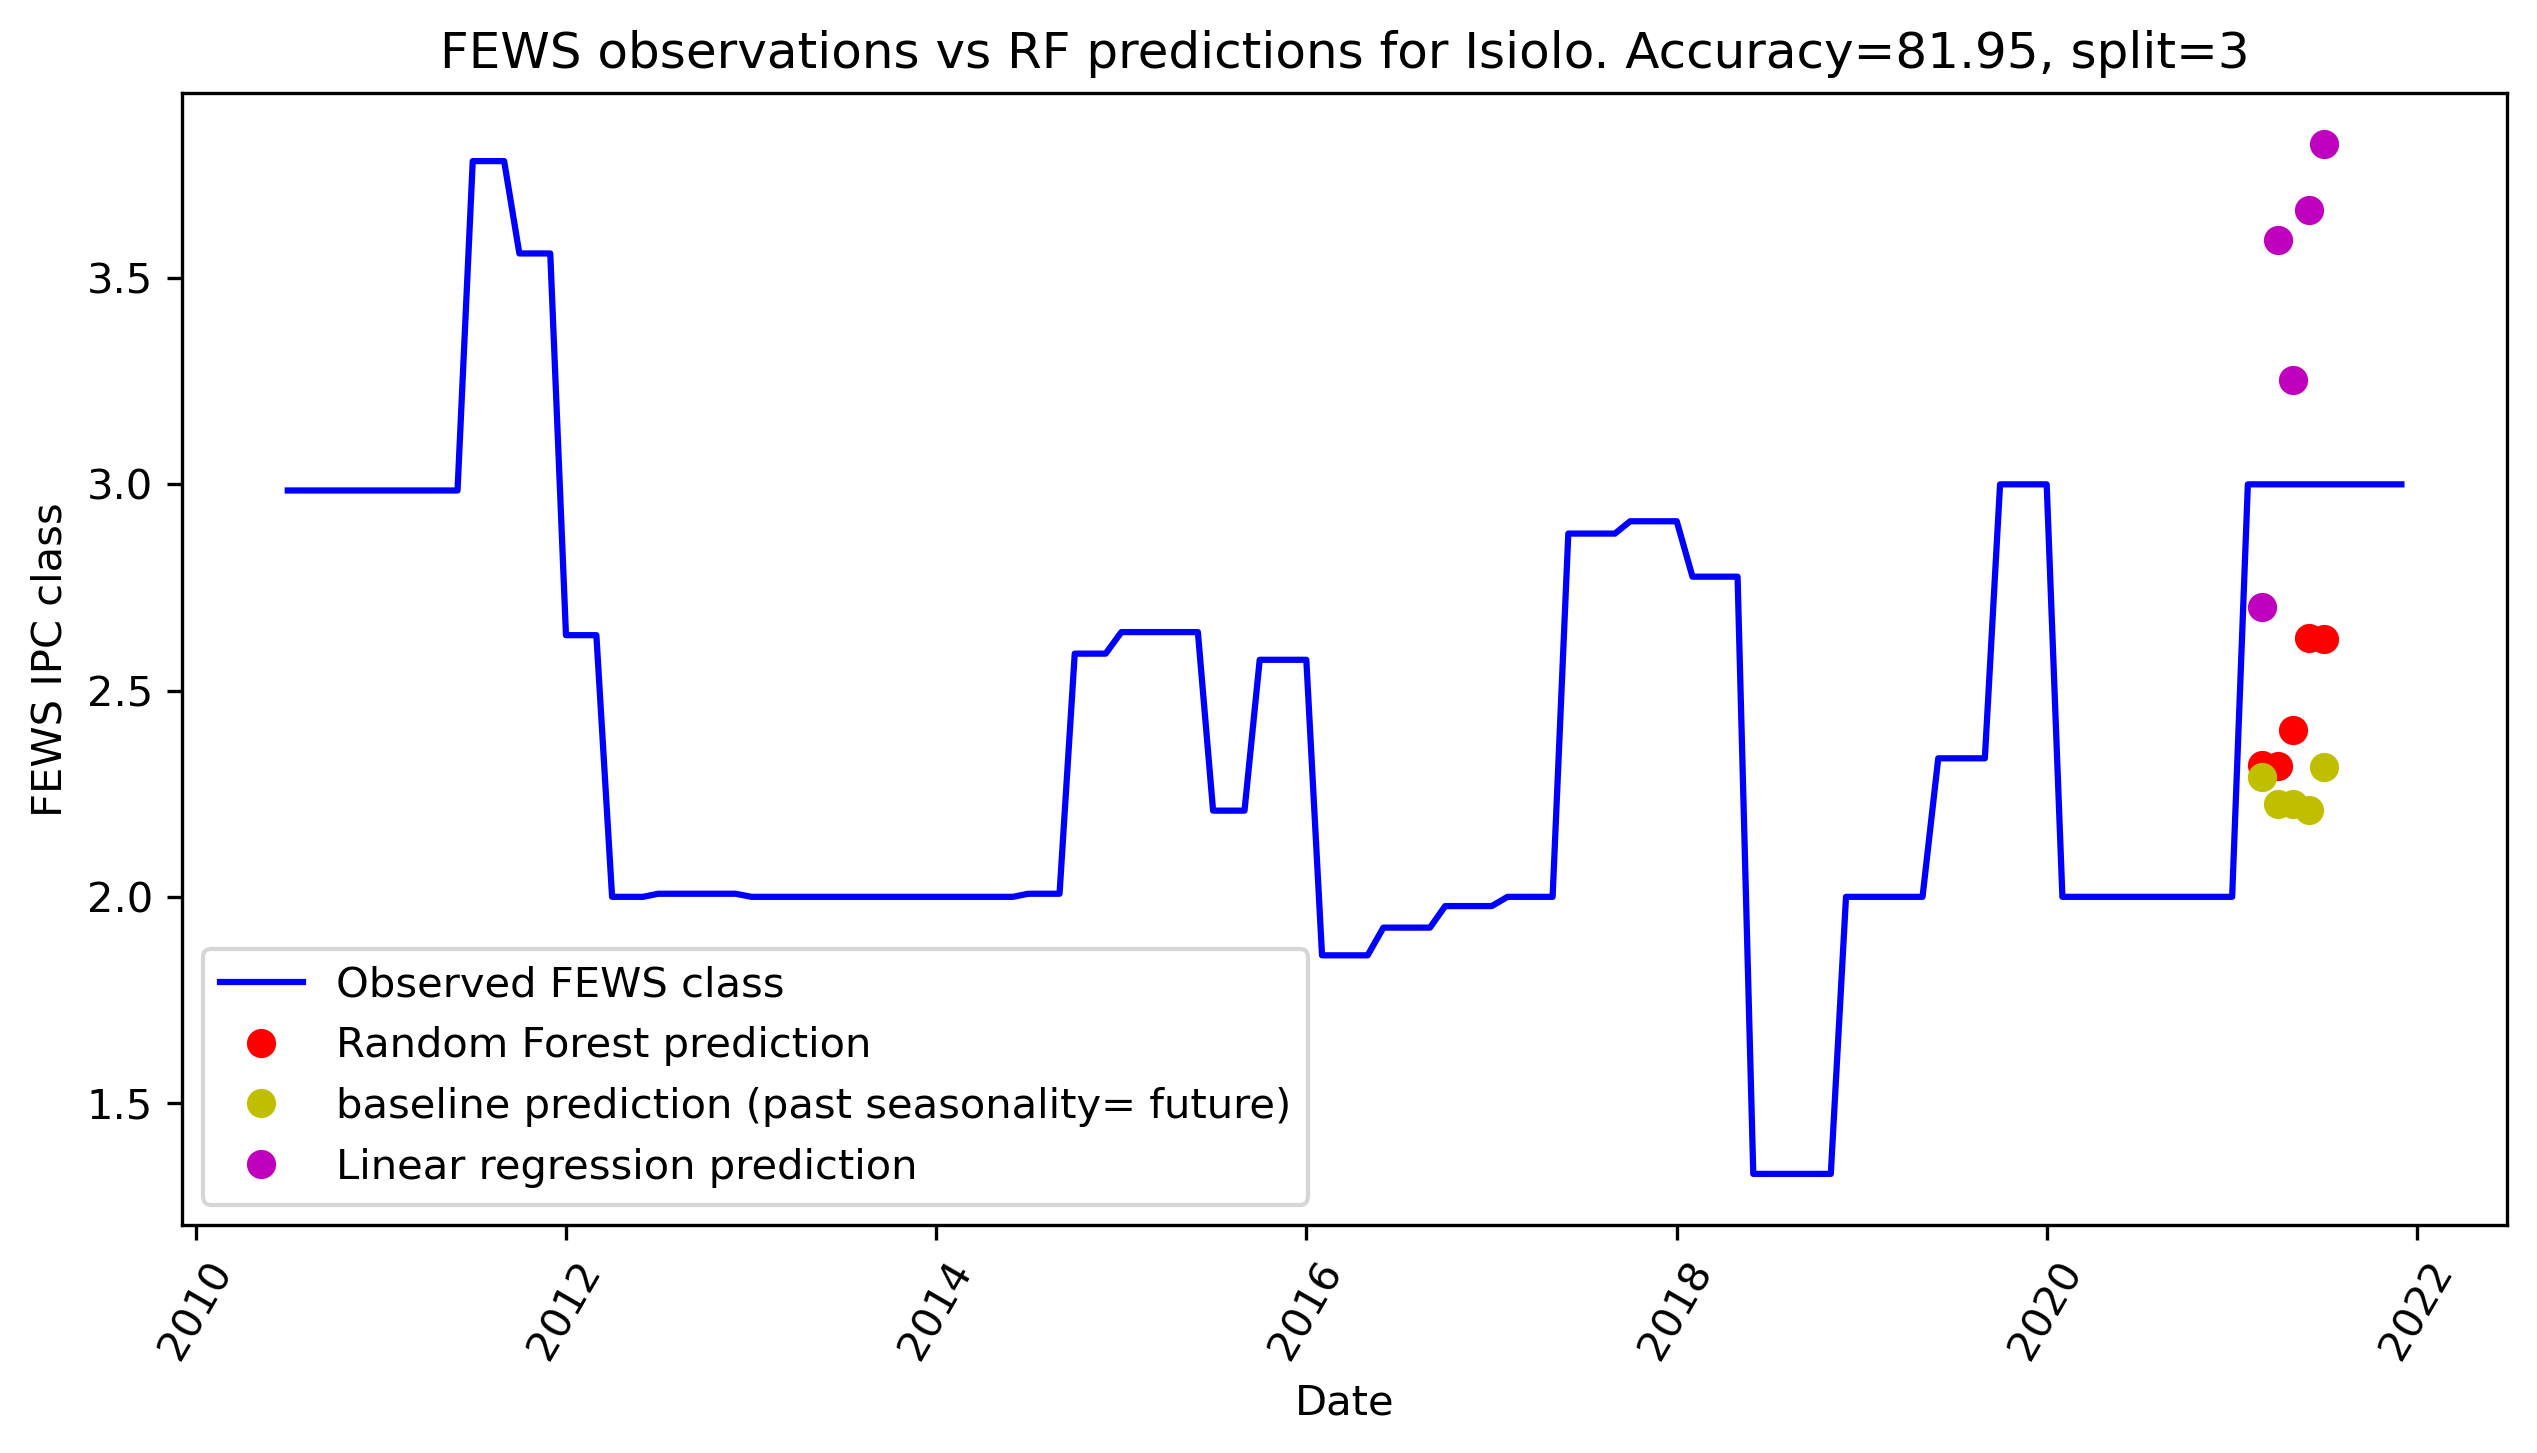 FEWS observations vs RF predictions for Isiolo. Accuracy=81.95, split=3
FEWS IPC class
3.5
3.0
2.5
2.0
1.5
Observed FEWS class
Random Forest prediction
baseline prediction (past seasonality= future)
Linear regression prediction
2010
2012
2014
2016
2018
2020
2022
Date